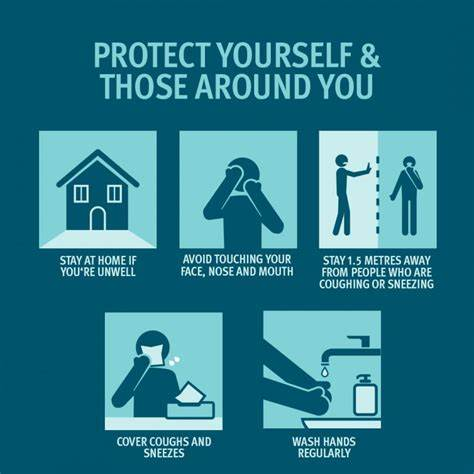 PROTECT YOURSELF &
THOSE AROUND YOU
STAY AT HOME IF
YOU'RE UNWELL
AVOID TOUCHING YOUR
FACE, NOSE AND MOUTH
STAY 1.5 METRES AWAY
FROM PEOPLE WHO ARE
COUGHING OR SNEEZING
COVER COUGHS AND
SNEEZES
WASH HANDS
REGULARLY